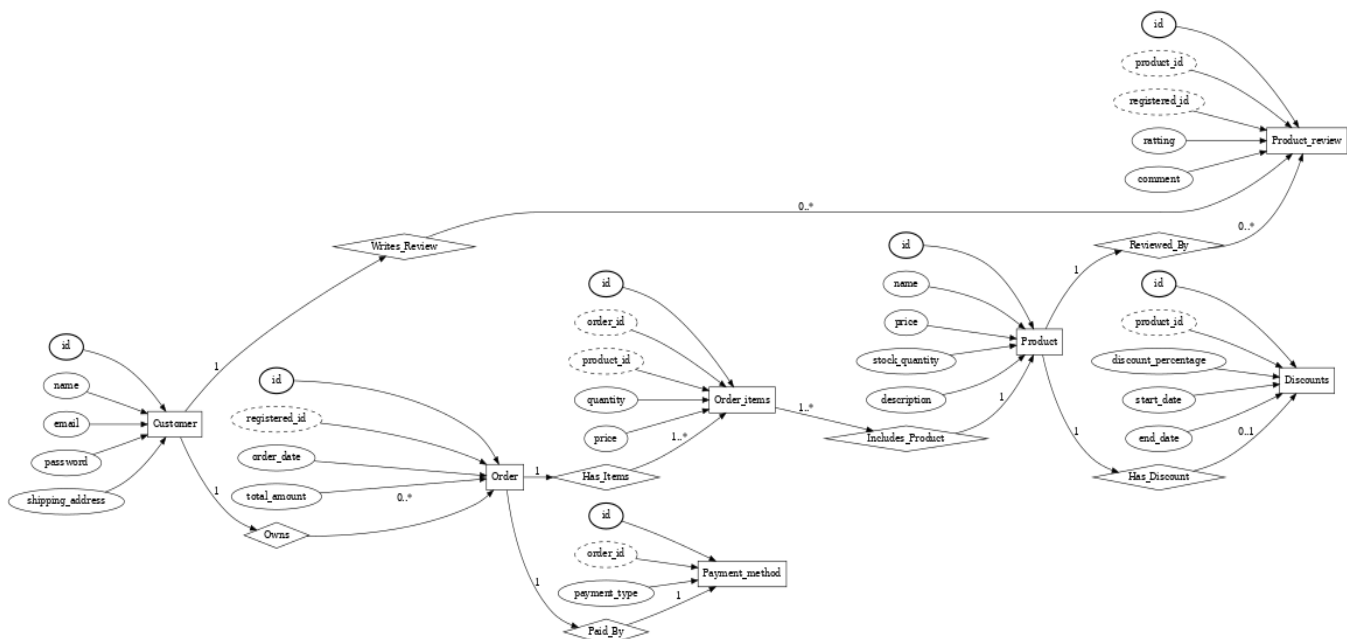 id
product_id
registered_id
ratting
comment
Product_review
0..*
Writes_Review
1
Reviewed_By
0..*
1
id
name
price
stock_quantity
description
Product
id
product_id
discount_percentage
start_date
end_date
Discounts
0..1
1
Has_Discount
id
order_id
product_id
quantity
price
Order_items
1..*
Includes_Product
1
1..*
id
name
email
password
shipping_address
Customer
1
Owns
id
registered_id
order_date
total_amount
0..*
Order
1
Has_Items
id
order_id
payment_type
Payment_method
1
1
Paid_By